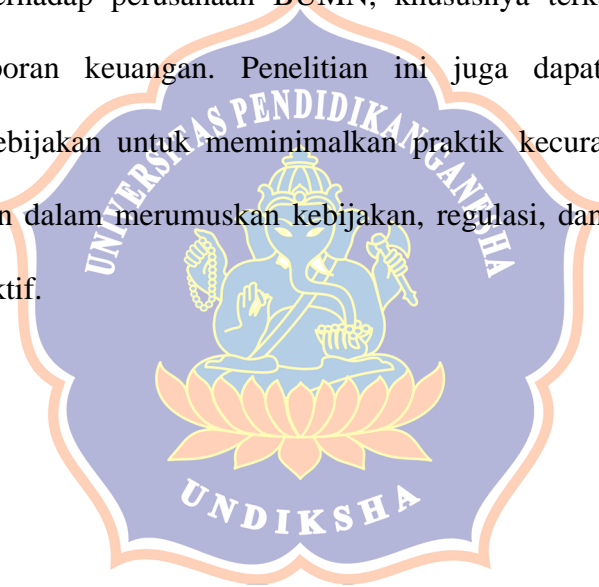 erhadap perusahaan BUMN, khususnya terka
poran keuangan. Penelitian ini juga dapat
ebijakan untuk meminimalkan praktik kecura
n dalam merumuskan kebijakan, regulasi, dan
ktif.
UNIVERSITAS PENDIDIKAN GANESHA
UNDIKSHA